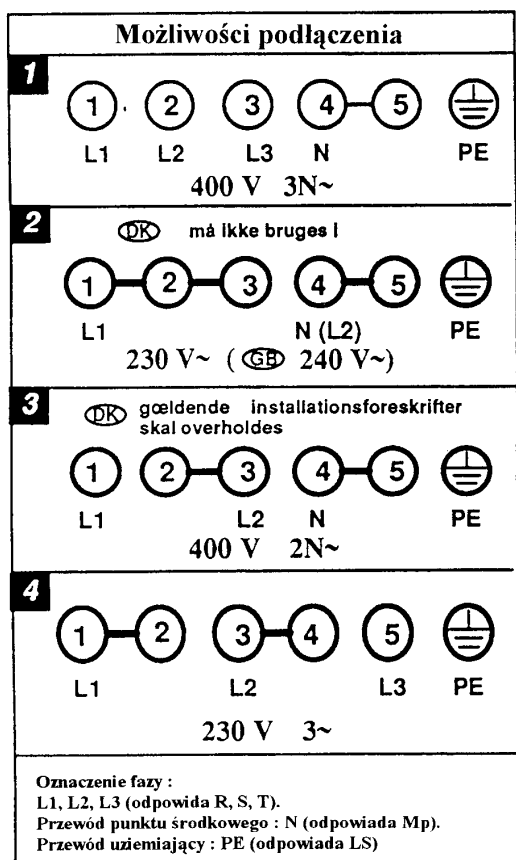 Możliwości podłączenia
1
1 2 3 4 5
L1 L2 L3 N PE
400 V 3N~
2
DK må ikke bruges !
1 2 3 4 5
L1 N (L2) PE
230 V~ ( GB 240 V~)
3
DK gœldende installationsforeskrifter
skal overholdes
1 2 3 4 5
L1 L2 N PE
400 V 2N~
4
1 2 3 4 5
L1 L2 L3 PE
230 V 3~
Oznaczenie fazy :
L1, L2, L3 (odpowida R, S, T).
Przewód punktu środkowego : N (odpowiada Mp).
Przewód uziemiający : PE (odpowiada LS)